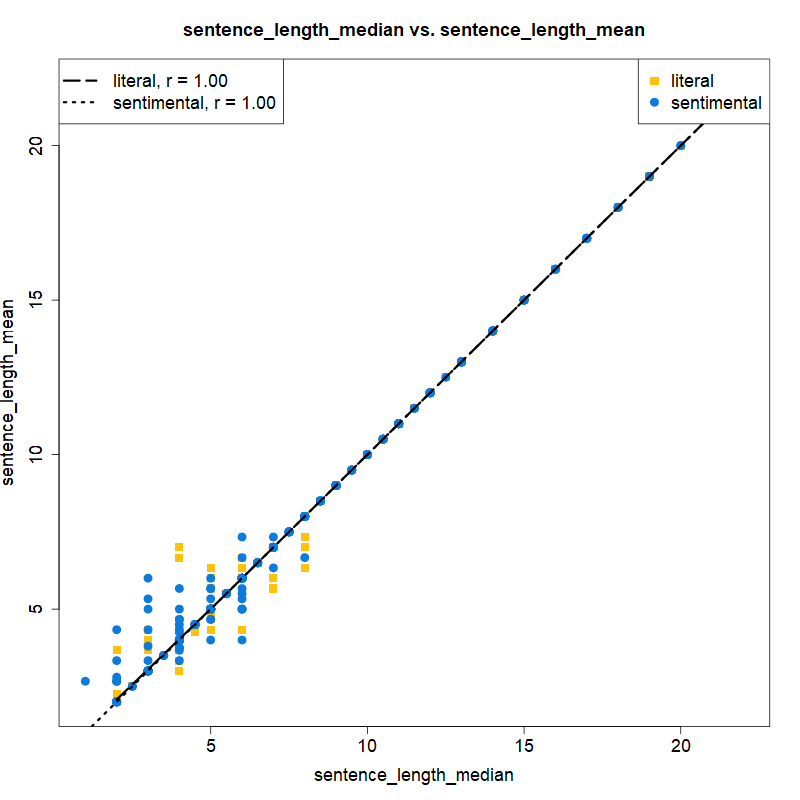 sentence_length_median vs. sentence_length_mean
literal, r = 1.00
sentimental, r = 1.00
literal
sentimental
20
15
10
5
sentence_length_mean
5
10
15
20
sentence_length_median